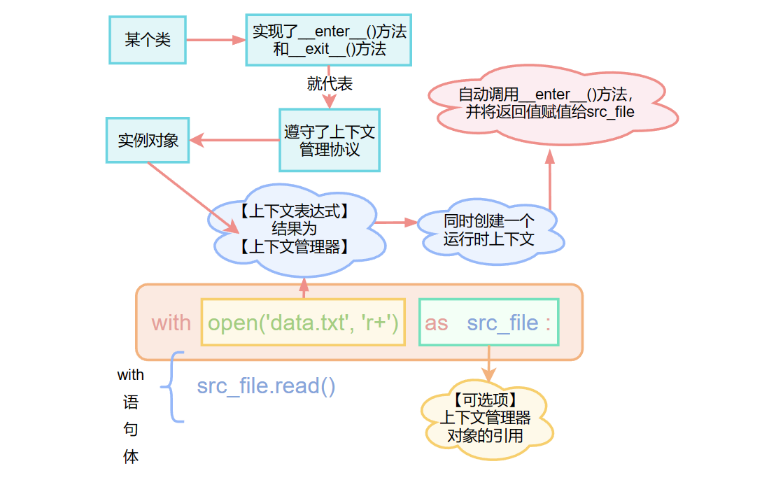 某个类
实现了__enter__()方法
和__exit__()方法
就代表
遵守了上下文
管理协议
实例对象
自动调用__enter__()方法，
并将返回值赋值给src_file
【上下文表达式】
结果为
【上下文管理器】
同时创建一个
运行时上下文
with open('data.txt', 'r+') as src_file :
with
语
句
体
src_file.read()
【可选项】
上下文管理器
对象的引用